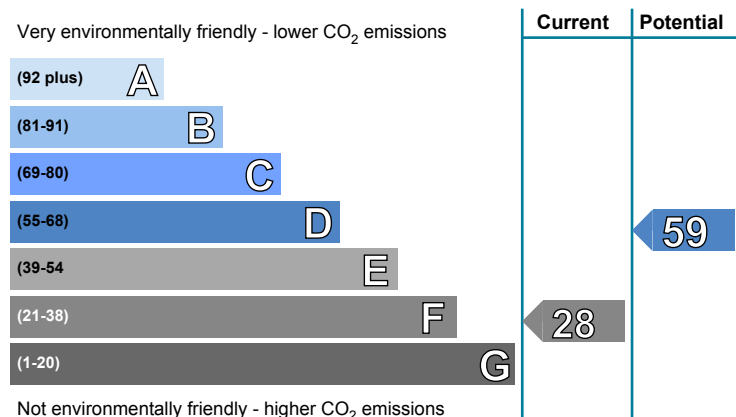 Very environmentally friendly - lower CO₂ emissions
Current
Potential
(92 plus) A
(81-91) B
(69-80) C
(55-68) D
59
(39-54 E
(21-38) F
28
(1-20) G
Not environmentally friendly - higher CO₂ emissions